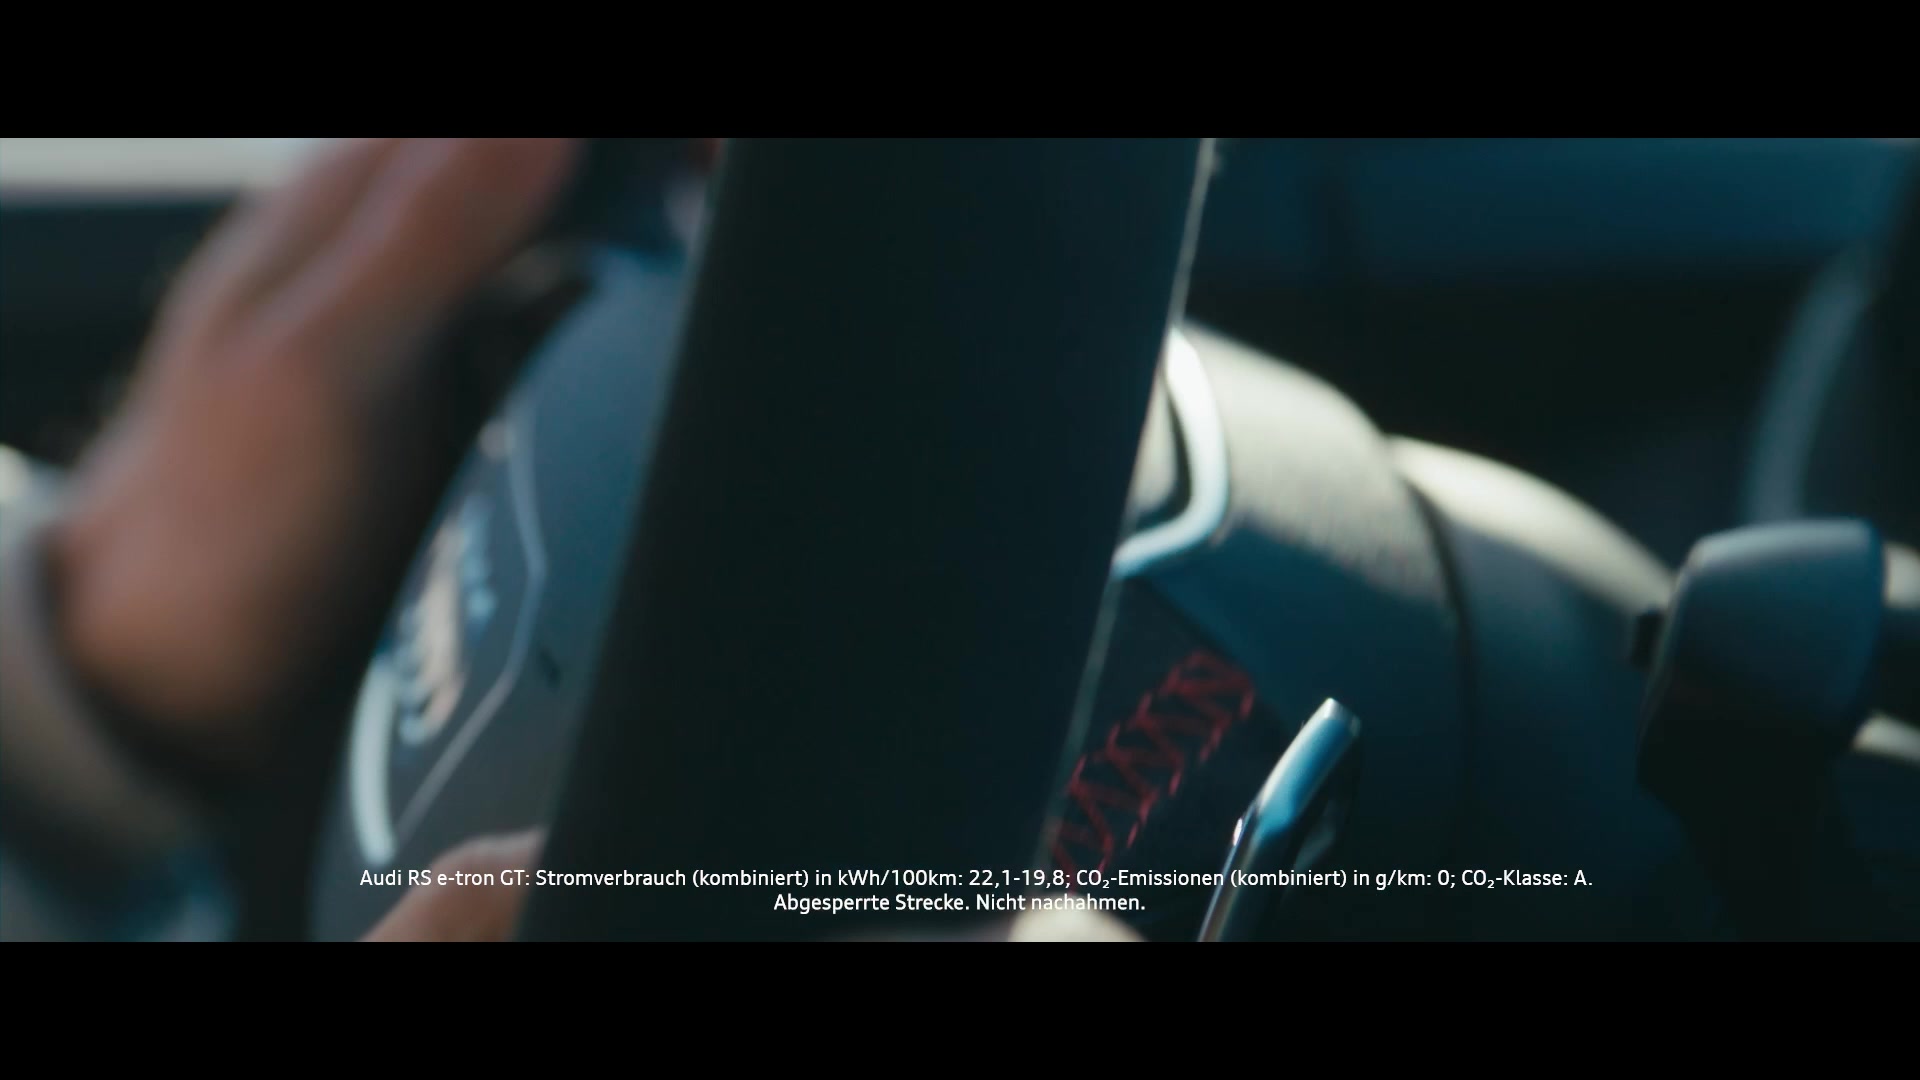 Audi RS e-tron GT: Stromverbrauch (kombiniert) in kWh/100km: 22,1-19,8; CO₂-Emissionen (kombiniert) in g/km: 0; CO₂-Klasse: A.
Abgesperrte Strecke. Nicht nachahmen.